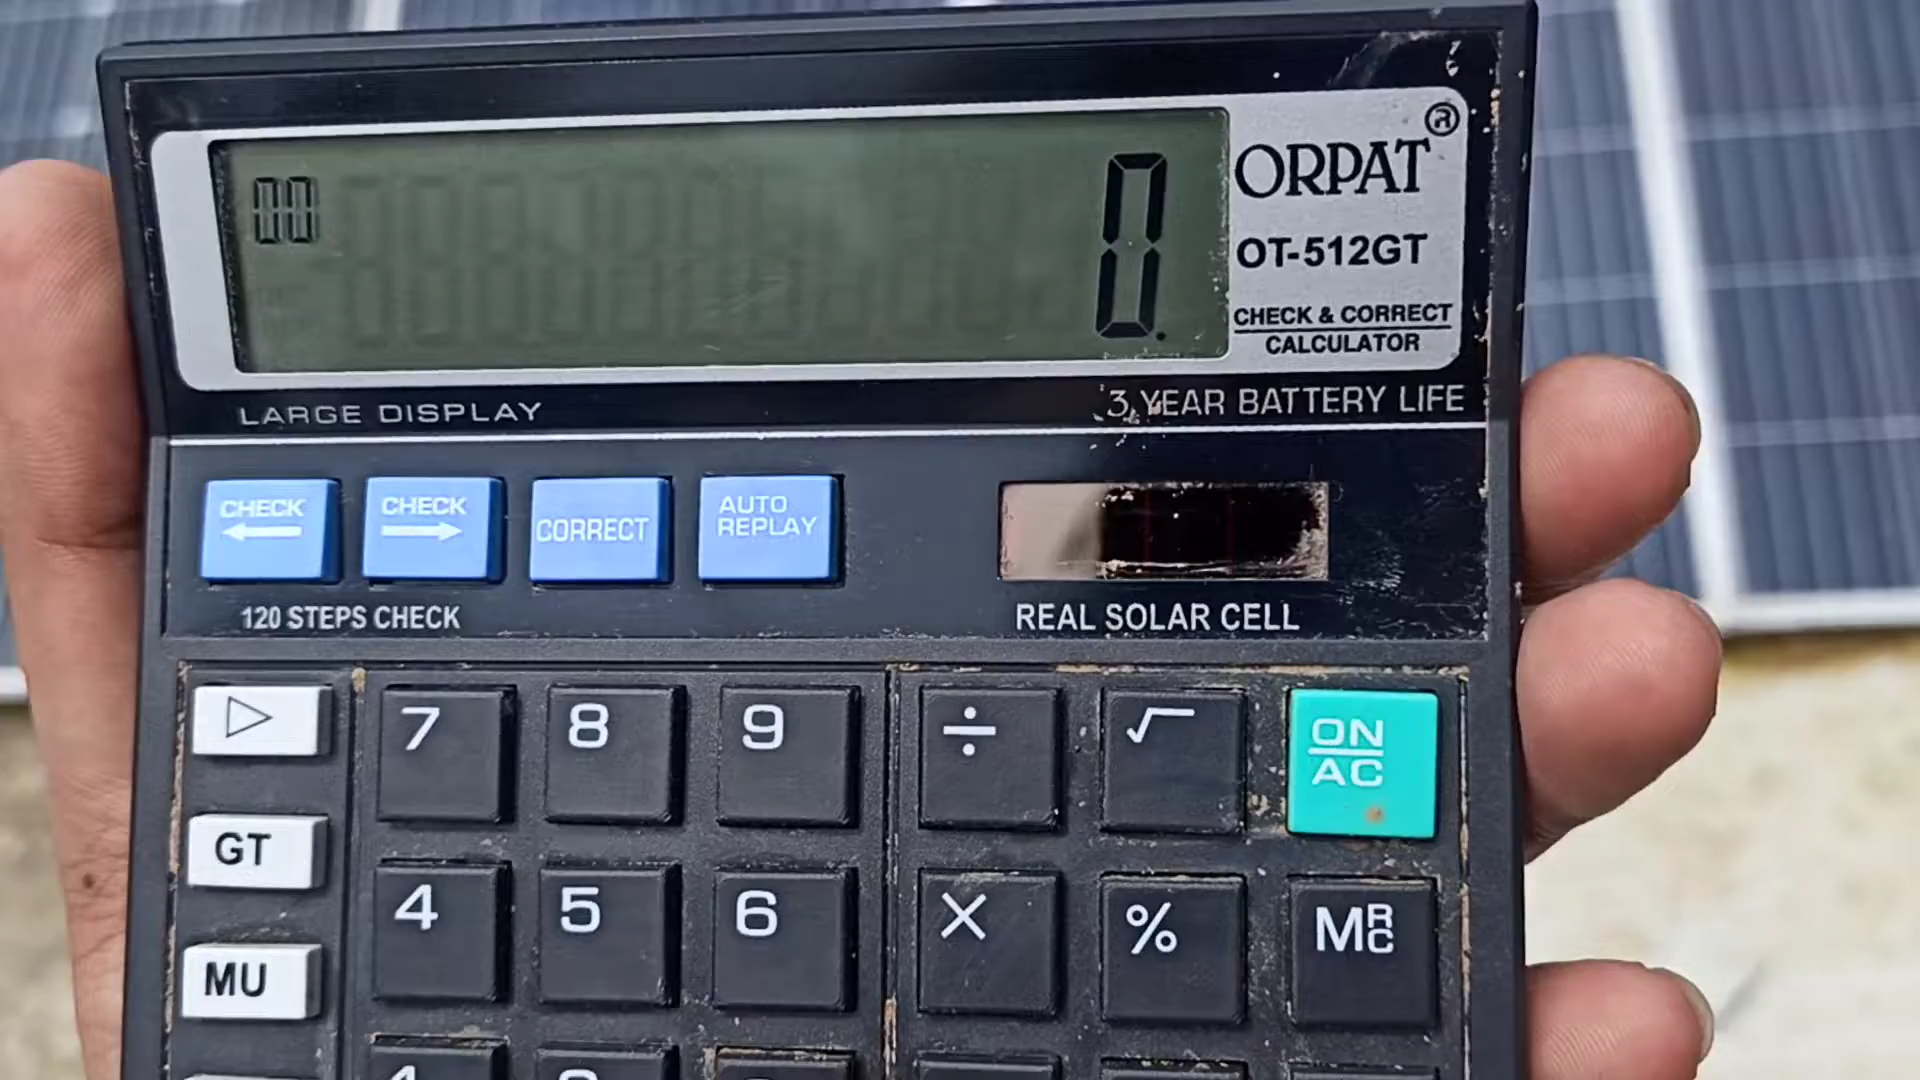 00 0.
ORPAT®
OT-512GT
CHECK & CORRECT
CALCULATOR
LARGE DISPLAY
3 YEAR BATTERY LIFE
CHECK CHECK CORRECT AUTO
REPLAY
120 STEPS CHECK
REAL SOLAR CELL
7 8 9 ÷ √ ON
AC
GT
4 5 6 × % MRC
MU